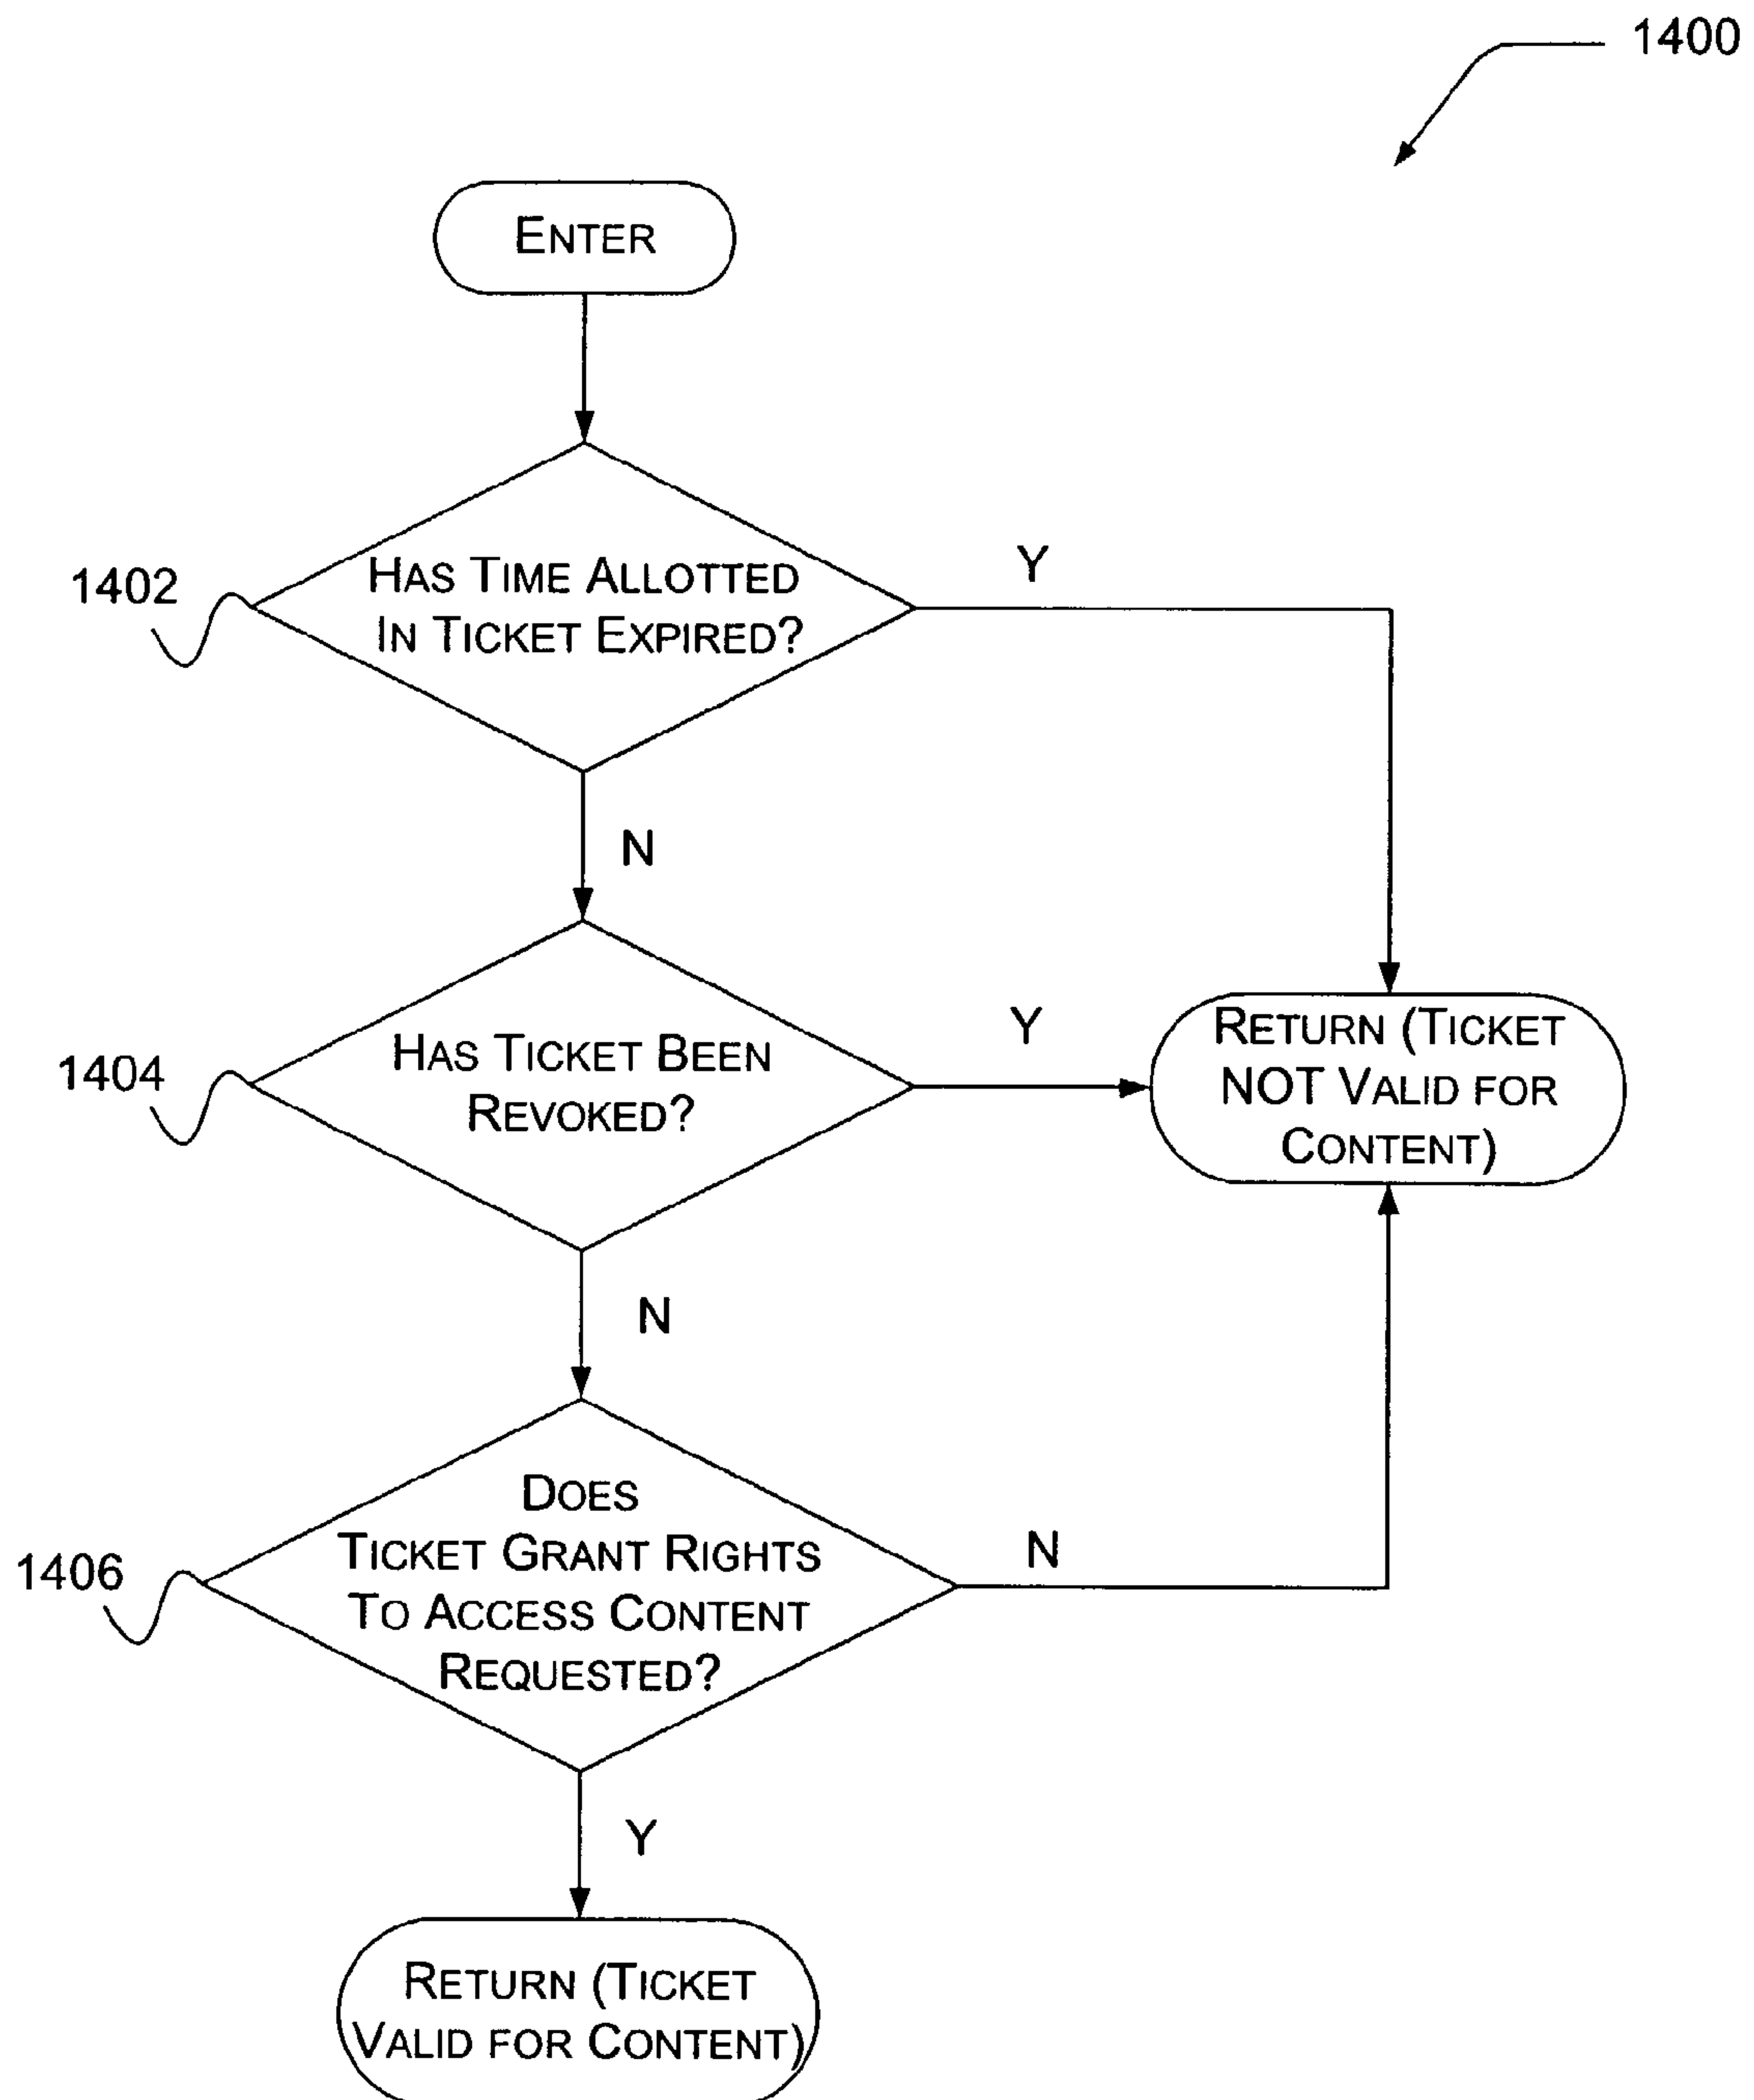 1400
ENTER
1402
HAS TIME ALLOTTED
IN TICKET EXPIRED?
Y
N
1404
HAS TICKET BEEN
REVOKED?
Y
RETURN (TICKET
NOT VALID FOR
CONTENT)
N
1406
DOES
TICKET GRANT RIGHTS
TO ACCESS CONTENT
REQUESTED?
N
Y
RETURN (TICKET
VALID FOR CONTENT)